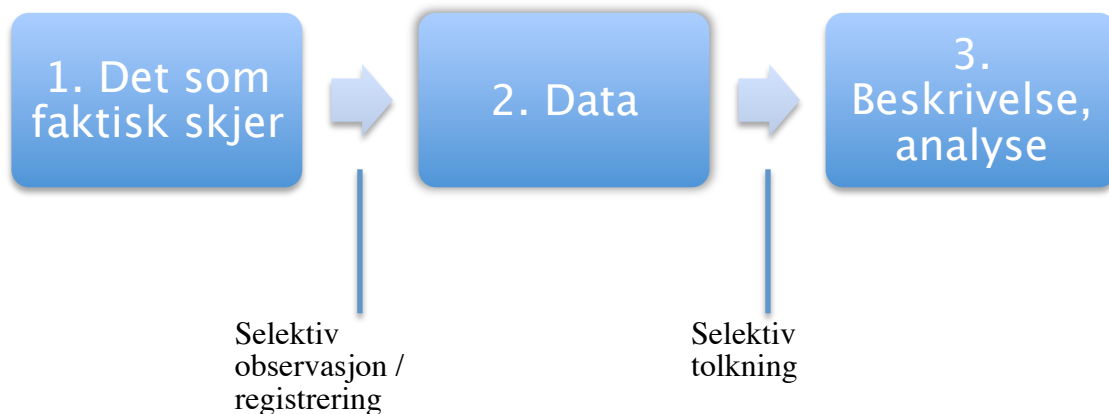 1. Det som
faktisk skjer
2. Data
3.
Beskrivelse,
analyse
Selektiv
observasjon /
registrering
Selektiv
tolkning